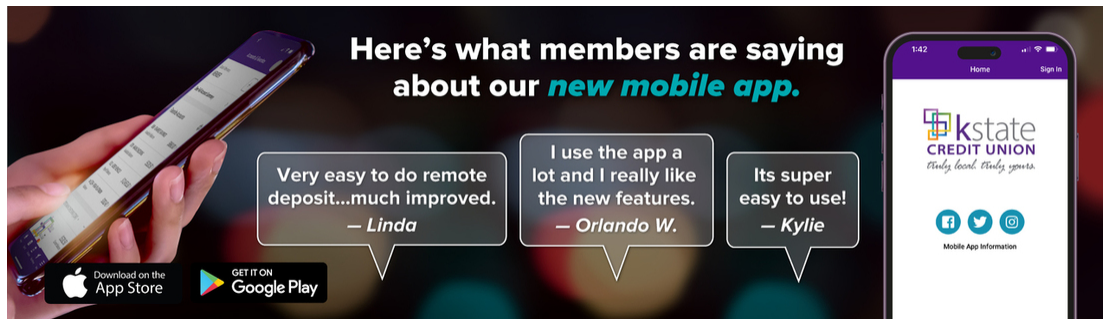 Here’s what members are saying
about our new mobile app.
Very easy to do remote
deposit...much improved.
– Linda
I use the app a
lot and I really like
the new features.
– Orlando W.
Its super
easy to use!
– Kylie
Download on the
App Store
GET IT ON
Google Play
1:42
Home
Sign In
kstate
CREDIT UNION
truly local. truly yours.
Mobile App Information